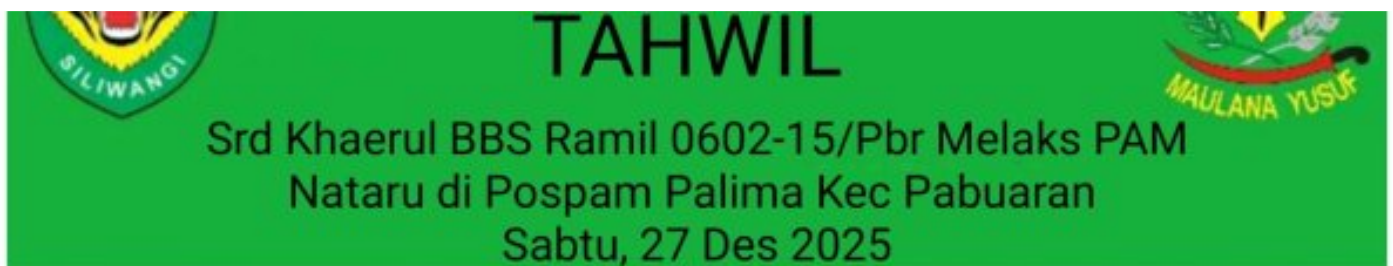 TAHWIL
SILIWANGI
MAULANA YUSUF
Srd Khaerul BBS Ramil 0602-15/Pbr Melaks PAM
Nataru di Pospam Palima Kec Pabuaran
Sabtu, 27 Des 2025